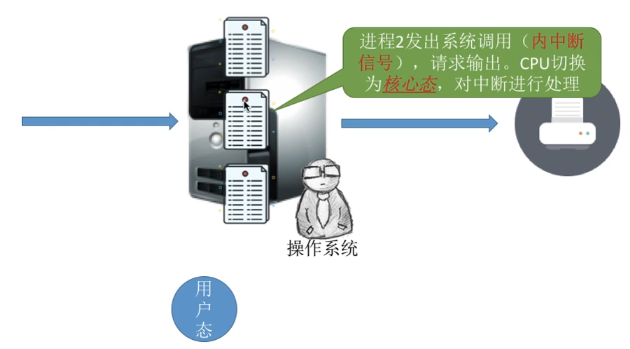 进程2发出系统调用（内中断
信号），请求输出。CPU切换
为核心态，对中断进行处理
操作系统
用
户
态